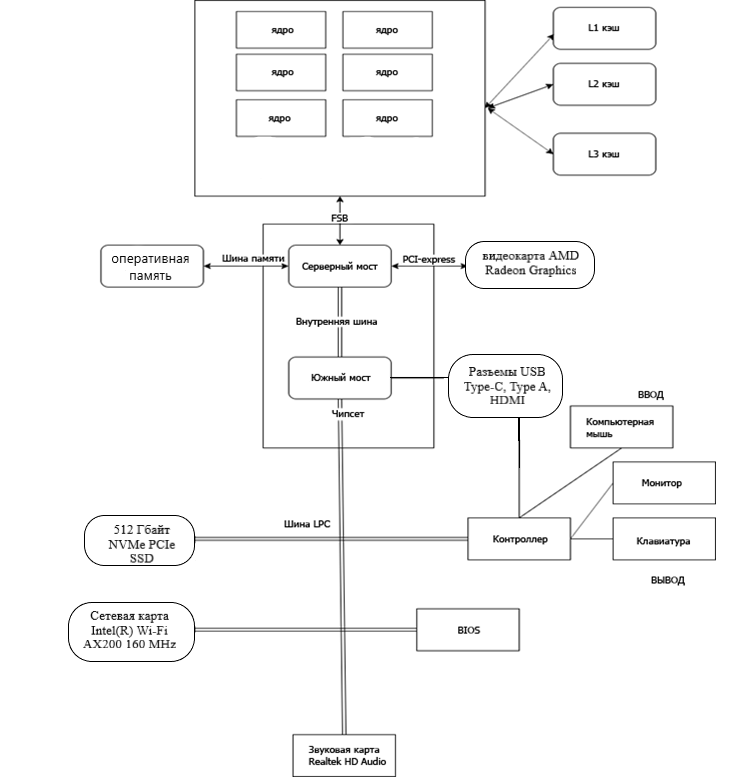 ядро
ядро
ядро
ядро
ядро
ядро
L1 кэш
L2 кэш
L3 кэш
FSB
оперативная
память
Шина памяти
Серверный мост
PCI-express
видеокарта AMD
Radeon Graphics
Внутренняя шина
Южный мост
Чипсет
Разъемы USB
Type-C, Type A,
HDMI
ВВОД
Компьютерная
мышь
Монитор
512 Гбайт
NVMe PCIe
SSD
Шина LPC
Контроллер
Клавиатура
ВЫВОД
Сетевая карта
Intel(R) Wi-Fi
AX200 160 MHz
BIOS
Звуковая карта
Realtek HD Audio